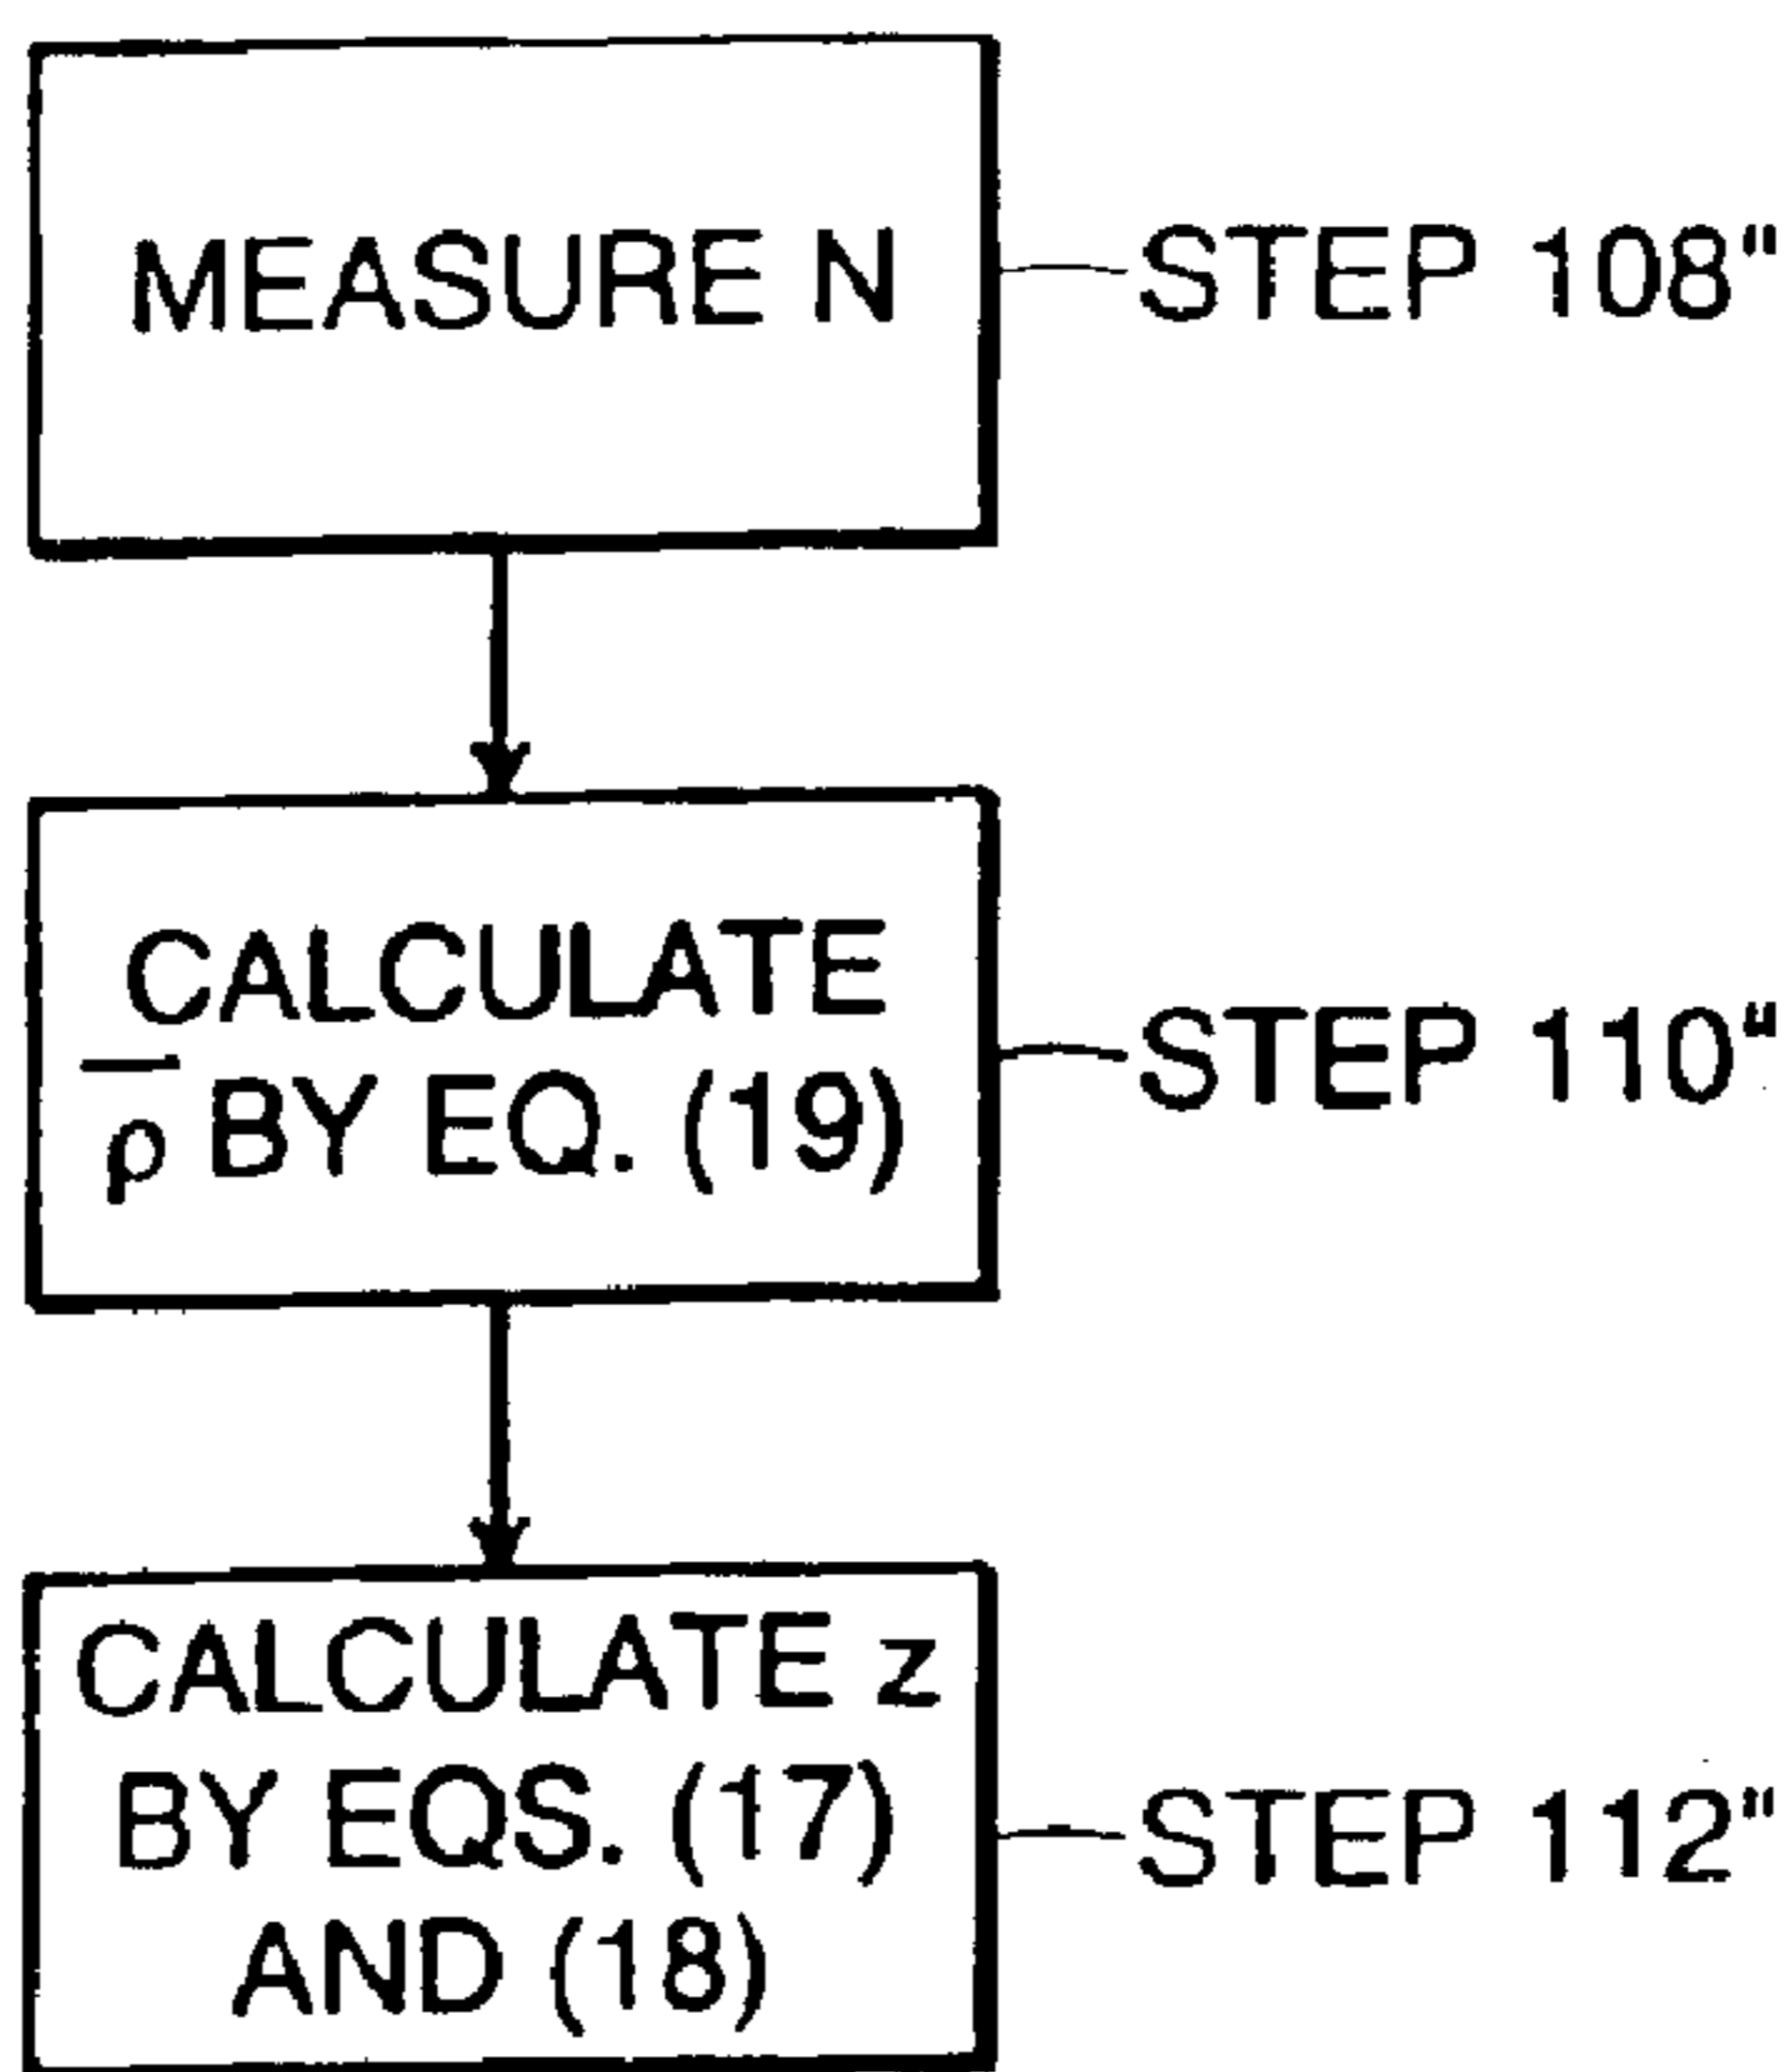 MEASURE N
STEP 108"
CALCULATE
ρ̅ BY EQ. (19)
STEP 110"
CALCULATE z
BY EQS. (17)
AND (18)
STEP 112"